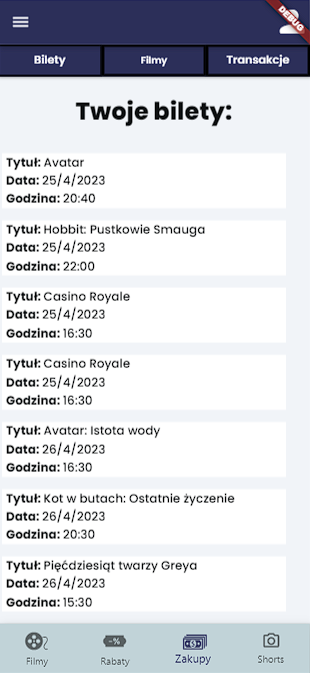 DEBUG
Bilety
Filmy
Transakcje
Twoje bilety:
Tytuł: Avatar
Data: 25/4/2023
Godzina: 20:40
Tytuł: Hobbit: Pustkowie Smauga
Data: 25/4/2023
Godzina: 22:00
Tytuł: Casino Royale
Data: 25/4/2023
Godzina: 16:30
Tytuł: Casino Royale
Data: 25/4/2023
Godzina: 16:30
Tytuł: Avatar: Istota wody
Data: 26/4/2023
Godzina: 16:30
Tytuł: Kot w butach: Ostatnie życzenie
Data: 26/4/2023
Godzina: 20:30
Tytuł: Pięćdziesiąt twarzy Greya
Data: 26/4/2023
Godzina: 15:30
-%
Filmy
Rabaty
Zakupy
Shorts